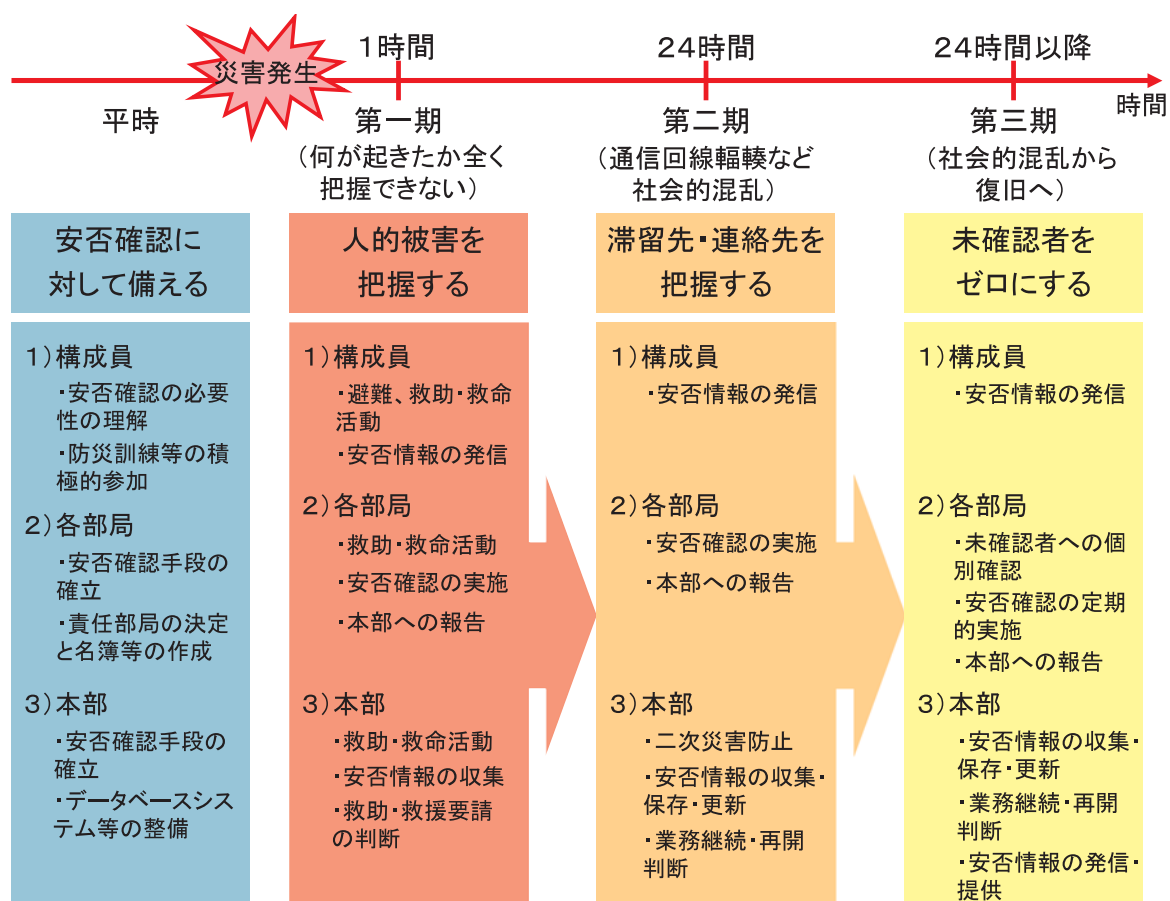 災害発生
1時間
24時間
24時間以降
時間
平時
第一期
(何が起きたか全く
把握できない)
第二期
(通信回線輻輳など
社会的混乱)
第三期
(社会的混乱から
復旧へ)
安否確認に
対して備える
1)構成員
・安否確認の必要
性の理解
・防災訓練等の積
極的参加
2)各部局
・安否確認手段の
確立
・責任部局の決定
と名簿等の作成
3)本部
・安否確認手段の
確立
・データベースシス
テム等の整備
人的被害を
把握する
1)構成員
・避難、救助・救命
活動
・安否情報の発信
2)各部局
・救助・救命活動
・安否確認の実施
・本部への報告
3)本部
・救助・救命活動
・安否情報の収集
・救助・救援要請
の判断
滞留先・連絡先を
把握する
1)構成員
・安否情報の発信
2)各部局
・安否確認の実施
・本部への報告
3)本部
・二次災害防止
・安否情報の収集・
保存・更新
・業務継続・再開
判断
未確認者を
ゼロにする
1)構成員
・安否情報の発信
2)各部局
・未確認者への個
別確認
・安否確認の定期
的実施
・本部への報告
3)本部
・安否情報の収集・
保存・更新
・業務継続・再開
判断
・安否情報の発信・
提供